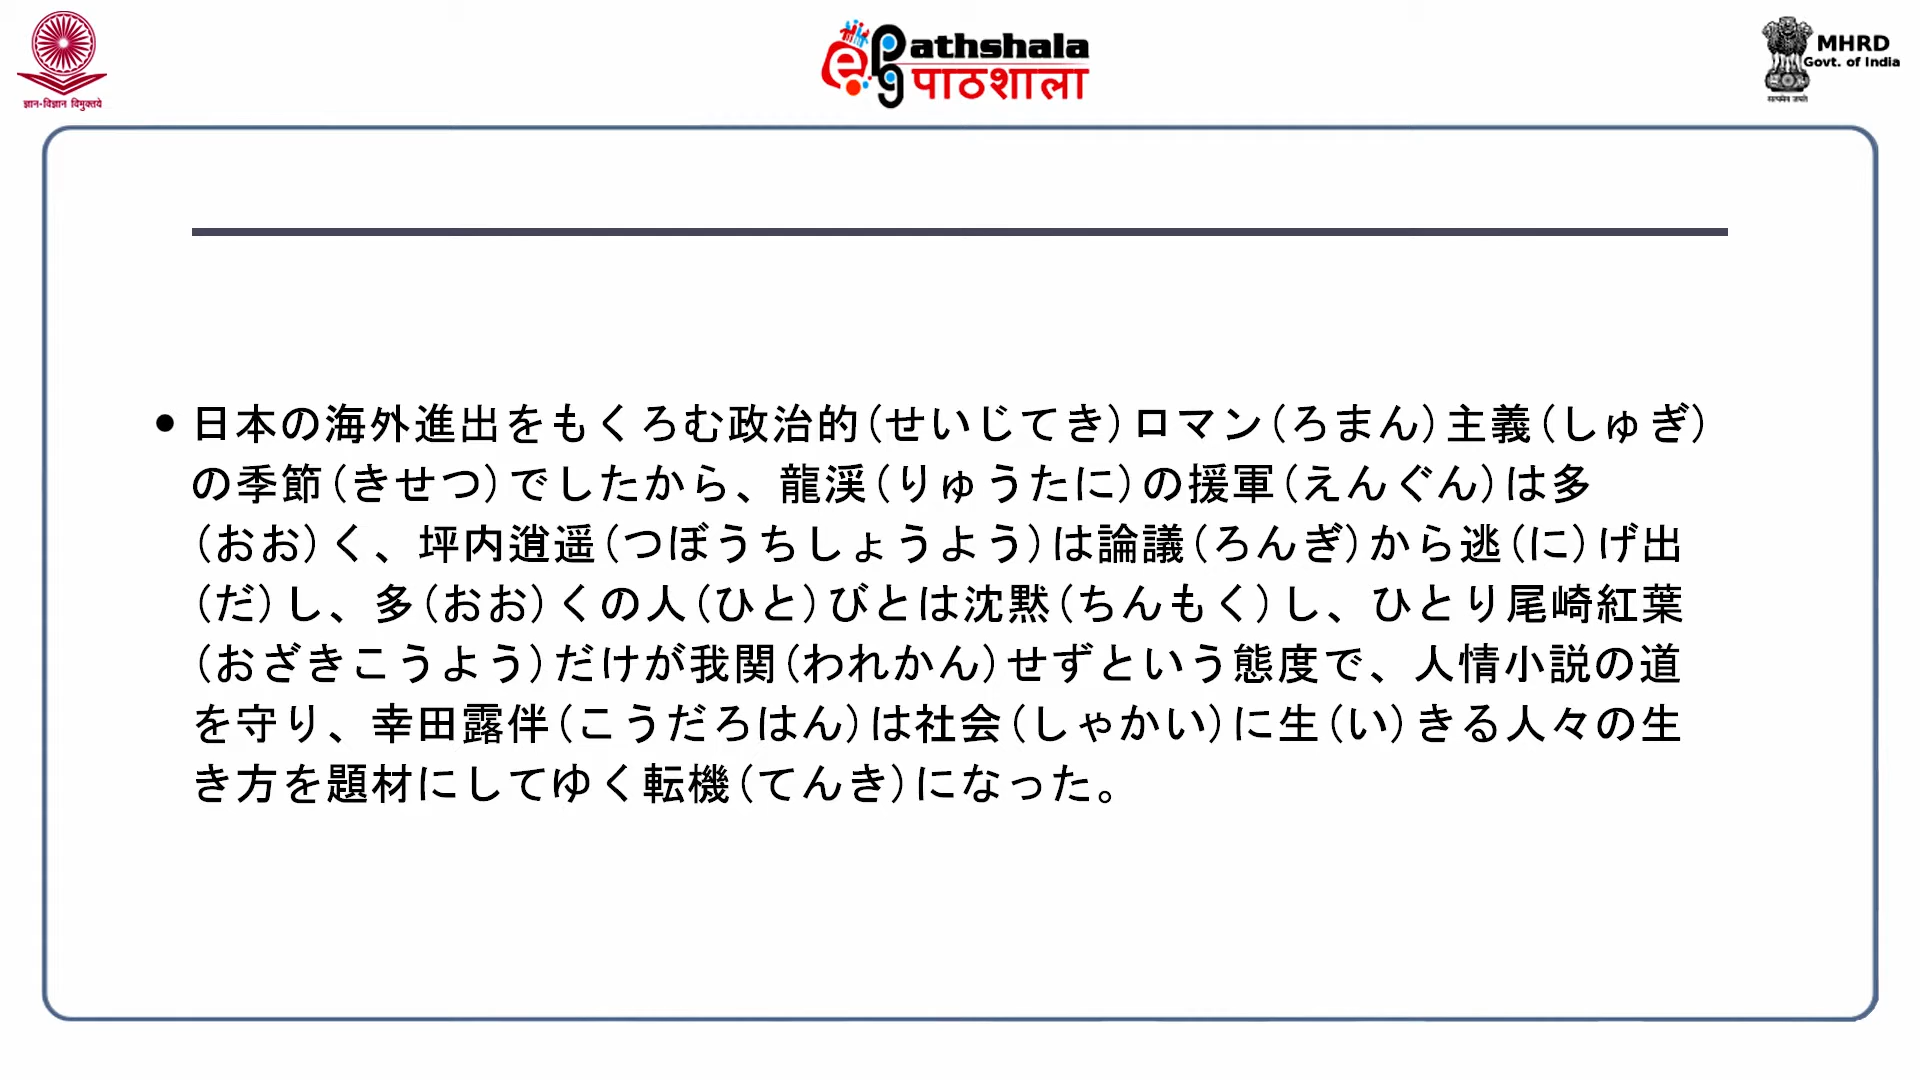 ज्ञान-विज्ञान विमुक्तये
ePathshala
पाठशाला
MHRD
Govt. of India
सत्यमेव जयते
• 日本の海外進出をもくろむ政治的(せいじてき)ロマン(ろまん)主義(しゅぎ)
の季節(きせつ)でしたから、龍渓(りゅうたに)の援軍(えんぐん)は多
(おお)く、坪内逍遥(つぼうちしょうよう)は論議(ろんぎ)から逃(に)げ出
(だ)し、多(おお)くの人(ひと)びとは沈黙(ちんもく)し、ひとり尾崎紅葉
(おざきこうよう)だけが我関(われかん)せずという態度で、人情小説の道
を守り、幸田露伴(こうだろはん)は社会(しゃかい)に生(い)きる人々の生
き方を題材にしてゆく転機(てんき)になった。